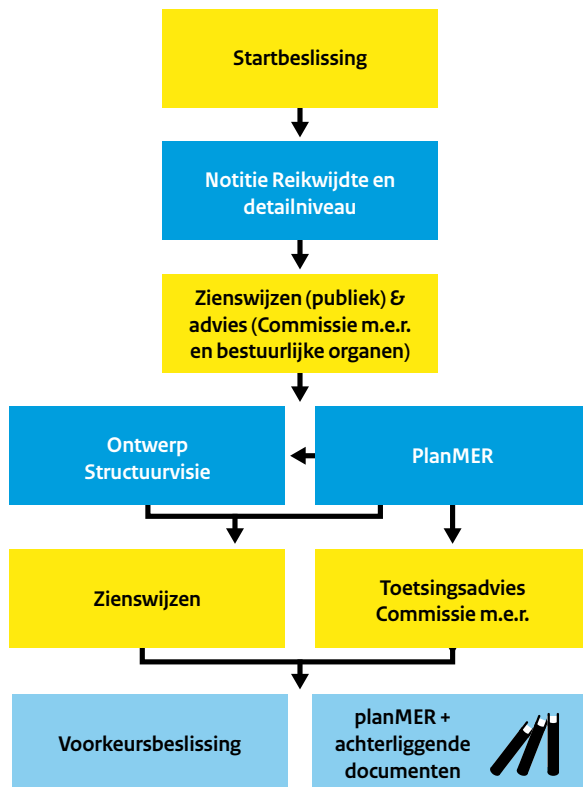 Startbeslissing
Notitie Reikwijdte en
detailniveau
Zienswijzen (publiek) &
advies (Commissie m.e.r.
en bestuurlijke organen)
Ontwerp
Structuurvisie
PlanMER
Zienswijzen
Toetsingsadvies
Commissie m.e.r.
Voorkeursbeslissing
planMER +
achterliggende
documenten